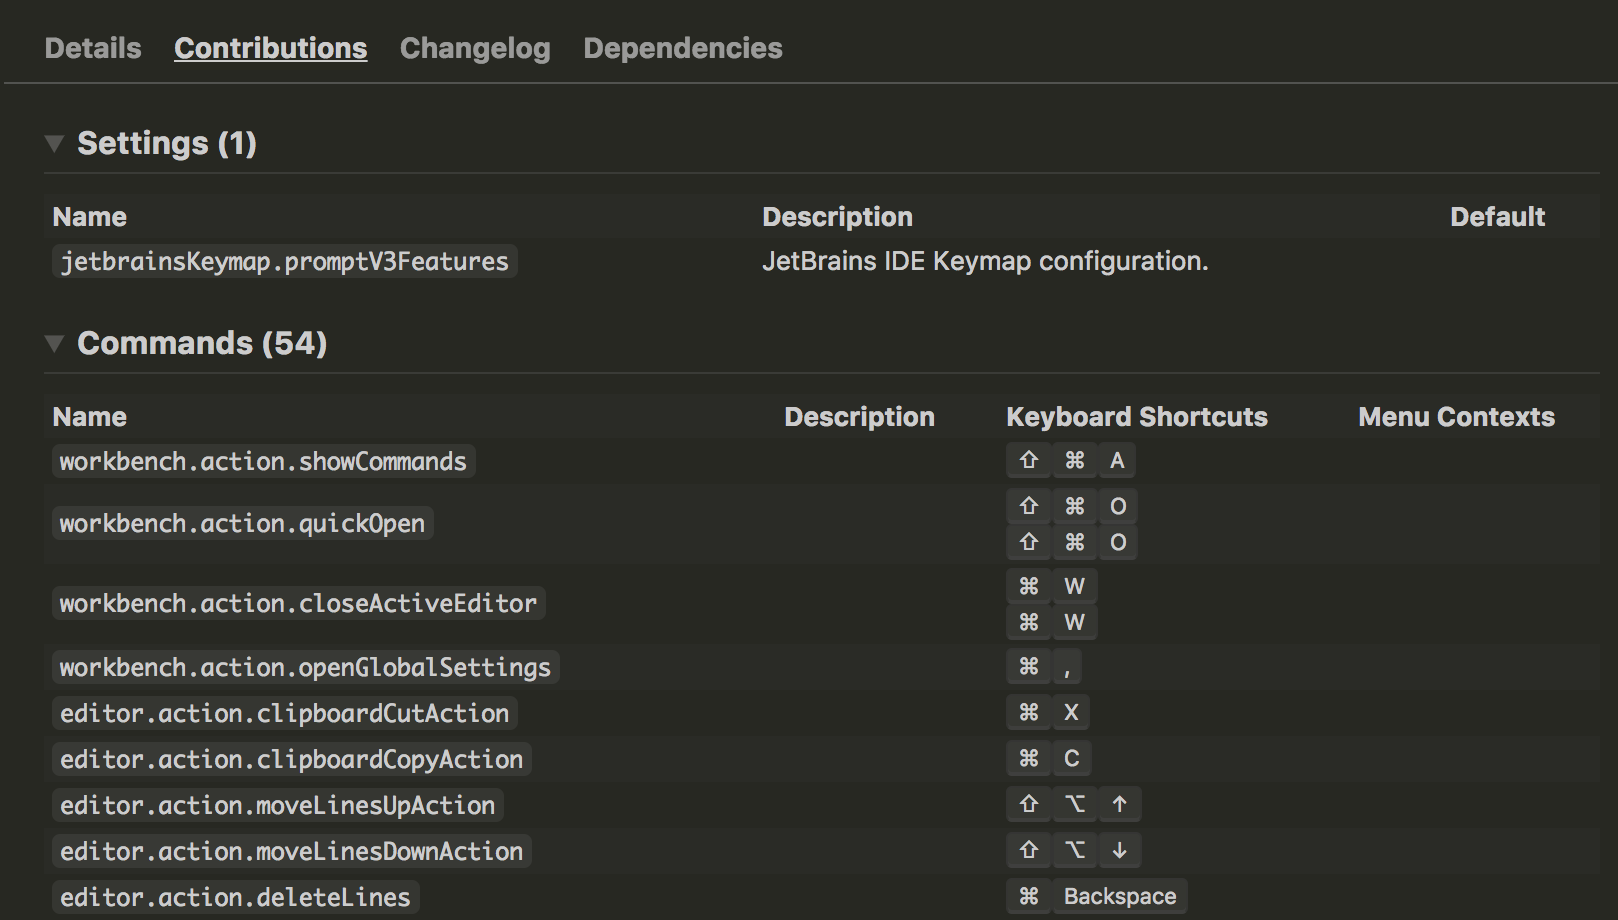 Details Contributions Changelog Dependencies
▼ Settings (1)
Name Description Default
jetbrainsKeymap.promptV3Features JetBrains IDE Keymap configuration.
▼ Commands (54)
Name Description Keyboard Shortcuts Menu Contexts
workbench.action.showCommands ⇧ ⌘ A
workbench.action.quickOpen ⇧ ⌘ O
⇧ ⌘ O
workbench.action.closeActiveEditor ⌘ W
⌘ W
workbench.action.openGlobalSettings ⌘ ,
editor.action.clipboardCutAction ⌘ X
editor.action.clipboardCopyAction ⌘ C
editor.action.moveLinesUpAction ⇧ ⌥ ↑
editor.action.moveLinesDownAction ⇧ ⌥ ↓
editor.action.deleteLines ⌘ Backspace